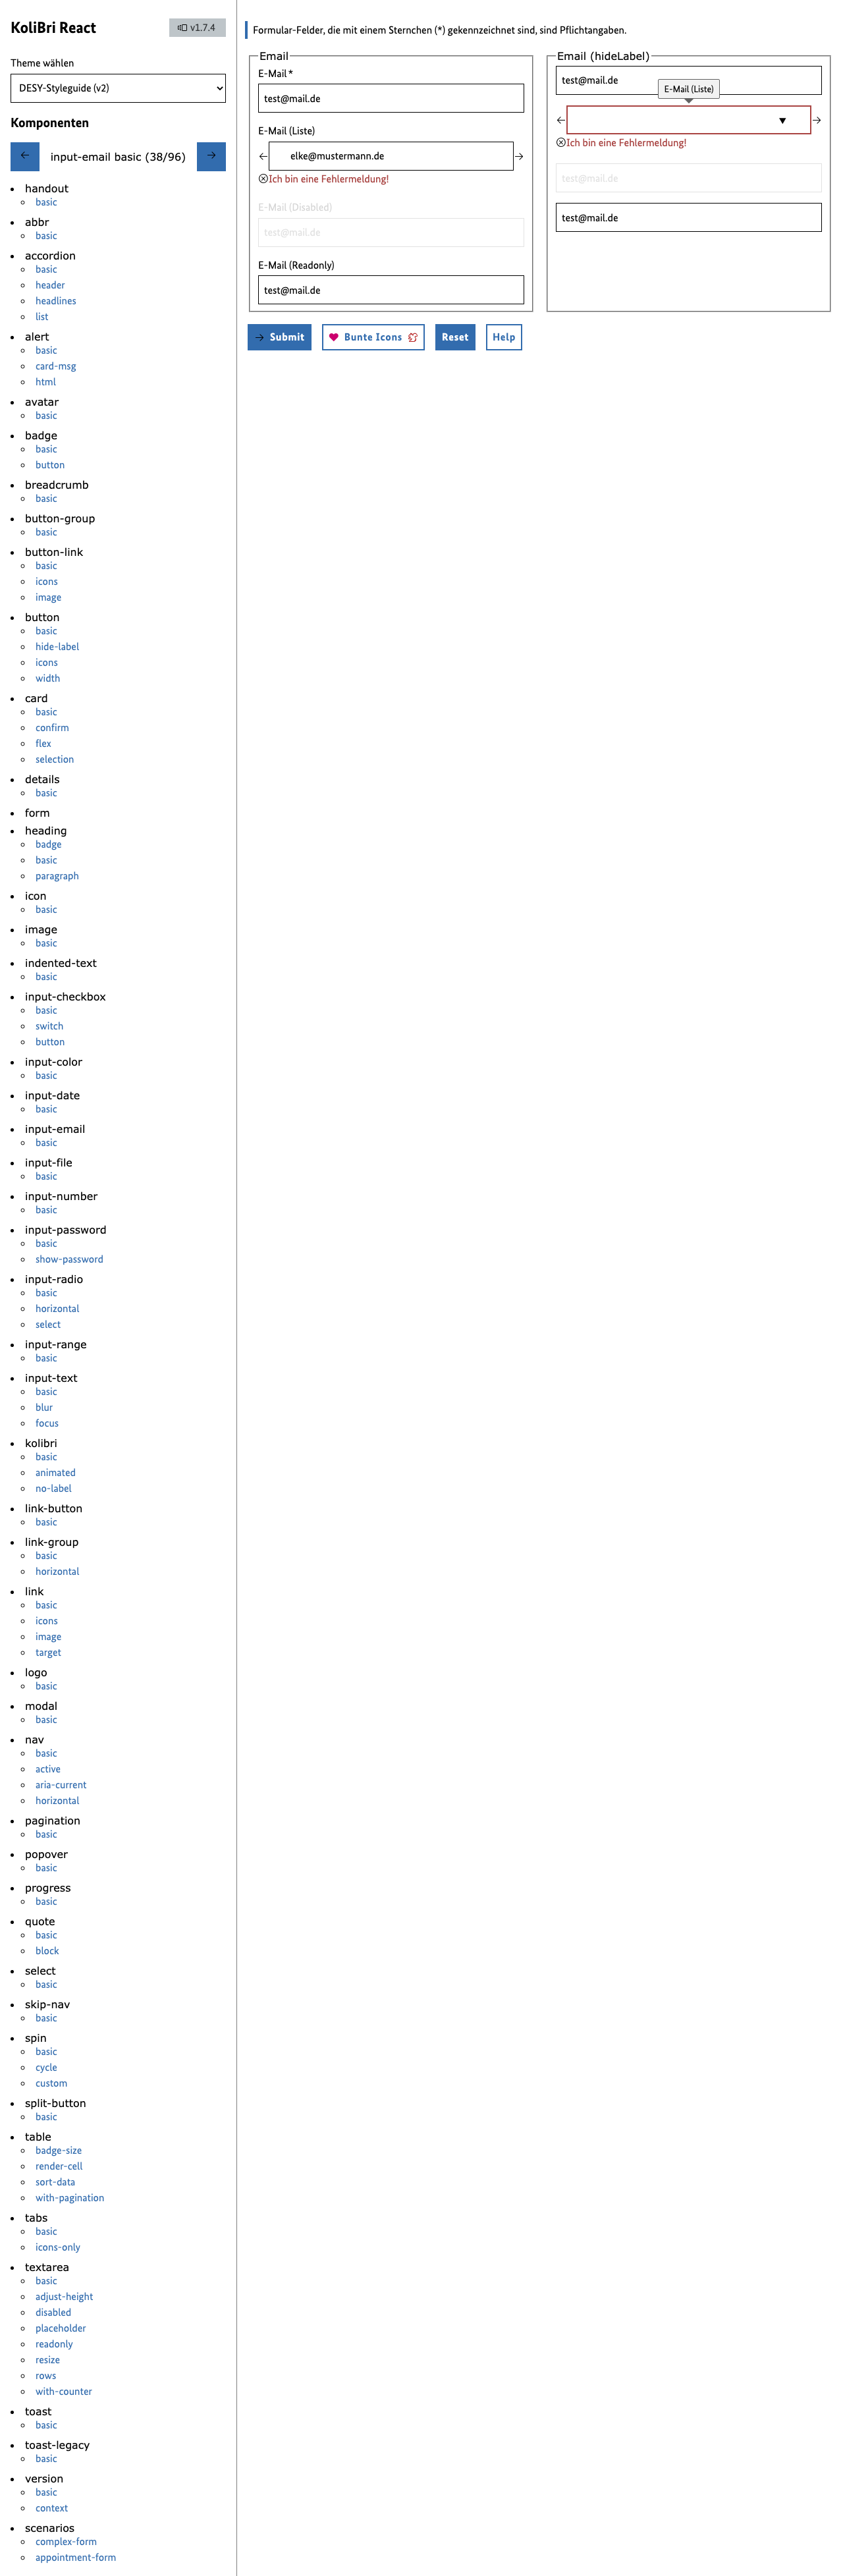 KoliBri React
v1.7.4
Theme wählen
DESY-Styleguide (v2)
Komponenten
input-email basic (38/96)
handout
basic
abbr
basic
accordion
basic
header
headlines
list
alert
basic
card-msg
html
avatar
basic
badge
basic
button
breadcrumb
basic
button-group
basic
button-link
basic
icons
image
button
basic
hide-label
icons
width
card
basic
confirm
flex
selection
details
basic
form
heading
badge
basic
paragraph
icon
basic
image
basic
indented-text
basic
input-checkbox
basic
switch
button
input-color
basic
input-date
basic
input-email
basic
input-file
basic
input-number
basic
input-password
basic
show-password
input-radio
basic
horizontal
select
input-range
basic
input-text
basic
blur
focus
kolibri
basic
animated
no-label
link-button
basic
link-group
basic
horizontal
link
basic
icons
image
target
logo
basic
modal
basic
nav
basic
active
aria-current
horizontal
pagination
basic
popover
basic
progress
basic
quote
basic
block
select
basic
skip-nav
basic
spin
basic
cycle
custom
split-button
basic
table
badge-size
render-cell
sort-data
with-pagination
tabs
basic
icons-only
textarea
basic
adjust-height
disabled
placeholder
readonly
resize
rows
with-counter
toast
basic
toast-legacy
basic
version
basic
context
scenarios
complex-form
appointment-form
Formular-Felder, die mit einem Sternchen (*) gekennzeichnet sind, sind Pflichtangaben.
Email
E-Mail *
test@mail.de
E-Mail (Liste)
elke@mustermann.de
Ich bin eine Fehlermeldung!
E-Mail (Disabled)
test@mail.de
E-Mail (Readonly)
test@mail.de
Email (hideLabel)
test@mail.de
E-Mail (Liste)
Ich bin eine Fehlermeldung!
test@mail.de
test@mail.de
Submit
Bunte Icons
Reset
Help